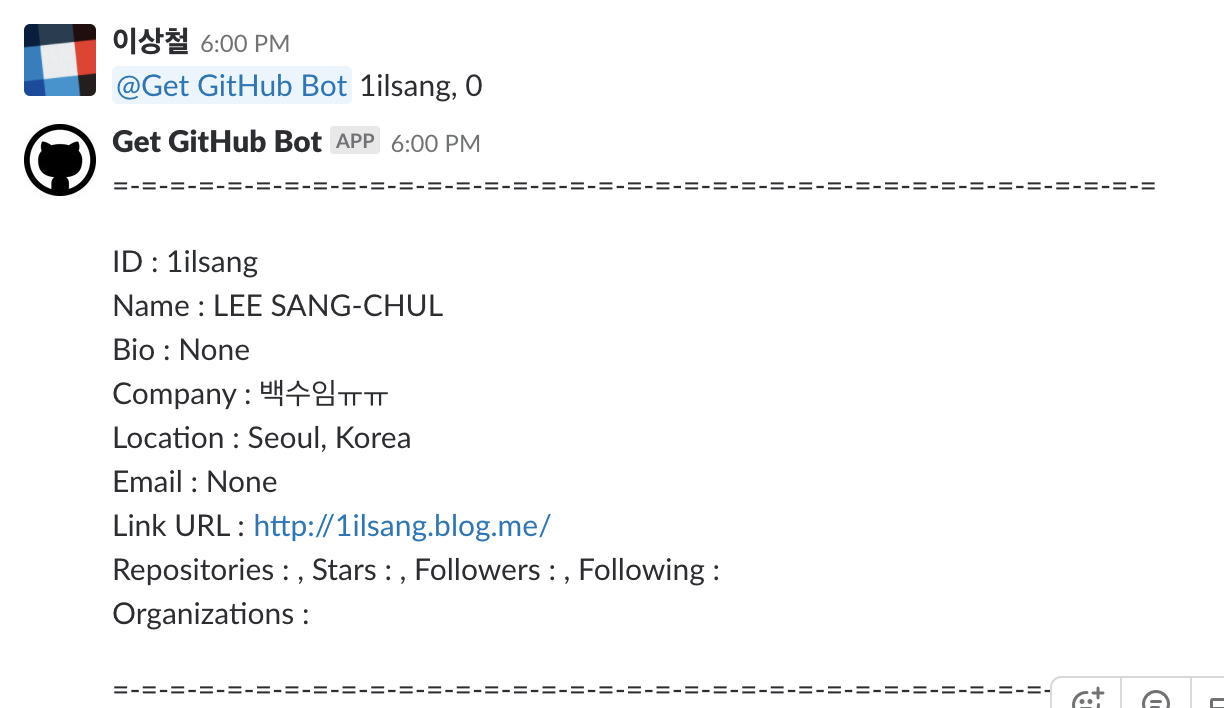 이상철 6:00 PM
@Get GitHub Bot 1ilsang, 0
Get GitHub Bot APP 6:00 PM
=-=-=-=-=-=-=-=-=-=-=-=-=-=-=-=-=-=-=-=-=-=-=-=-=-=-=-=-=-=-=-=-=-=-=-=-=
ID : 1ilsang
Name : LEE SANG-CHUL
Bio : None
Company : 백수임ㅠㅠ
Location : Seoul, Korea
Email : None
Link URL : http://1ilsang.blog.me/
Repositories : , Stars : , Followers : , Following :
Organizations :
=-=-=-=-=-=-=-=-=-=-=-=-=-=-=-=-=-=-=-=-=-=-=-=-=-=-=-=-=-=-=-=-=-